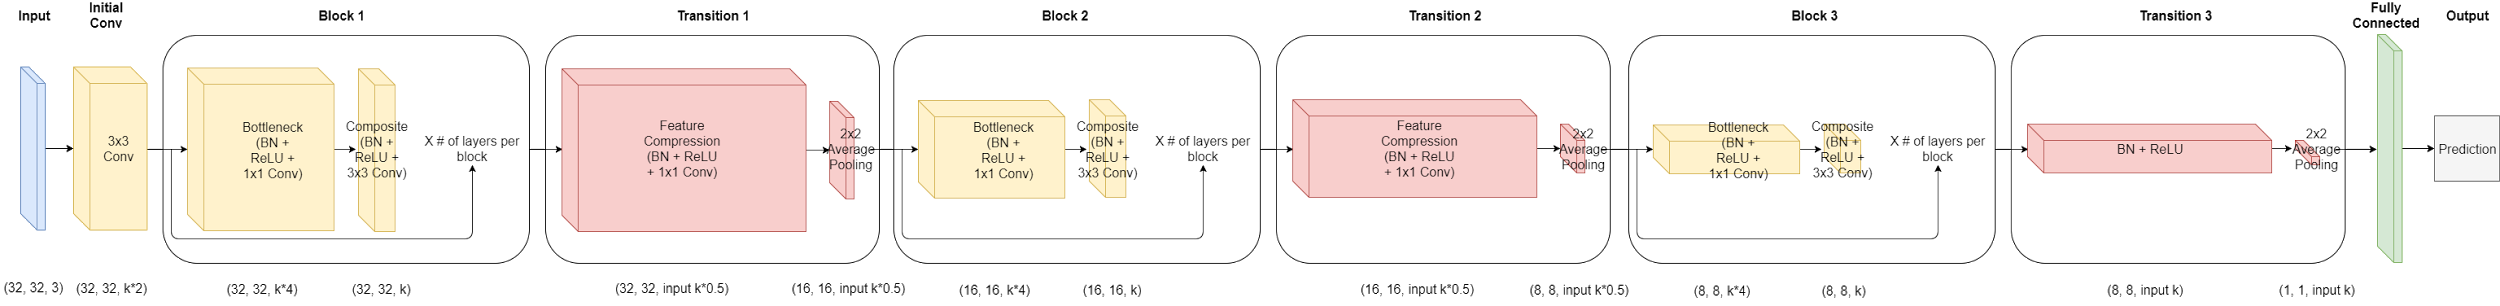 Input
Initial
Conv
Block 1
Transition 1
Block 2
Transition 2
Block 3
Transition 3
Fully
Connected
Output
3x3
Conv
Bottleneck
(BN +
ReLU +
1x1 Conv)
Composite
(BN +
ReLU +
3x3 Conv)
X # of layers per
block
Feature
Compression
(BN + ReLU
+ 1x1 Conv)
2x2
Average
Pooling
Bottleneck
(BN +
ReLU +
1x1 Conv)
Composite
(BN +
ReLU +
3x3 Conv)
X # of layers per
block
Feature
Compression
(BN + ReLU
+ 1x1 Conv)
2x2
Average
Pooling
Bottleneck
(BN +
ReLU +
1x1 Conv)
Composite
(BN +
ReLU +
3x3 Conv)
X # of layers per
block
BN + ReLU
2x2
Average
Pooling
Prediction
(32, 32, 3)
(32, 32, k*2)
(32, 32, k*4)
(32, 32, k)
(32, 32, input k*0.5)
(16, 16, input k*0.5)
(16, 16, k*4)
(16, 16, k)
(16, 16, input k*0.5)
(8, 8, input k*0.5)
(8, 8, k*4)
(8, 8, k)
(8, 8, input k)
(1, 1, input k)